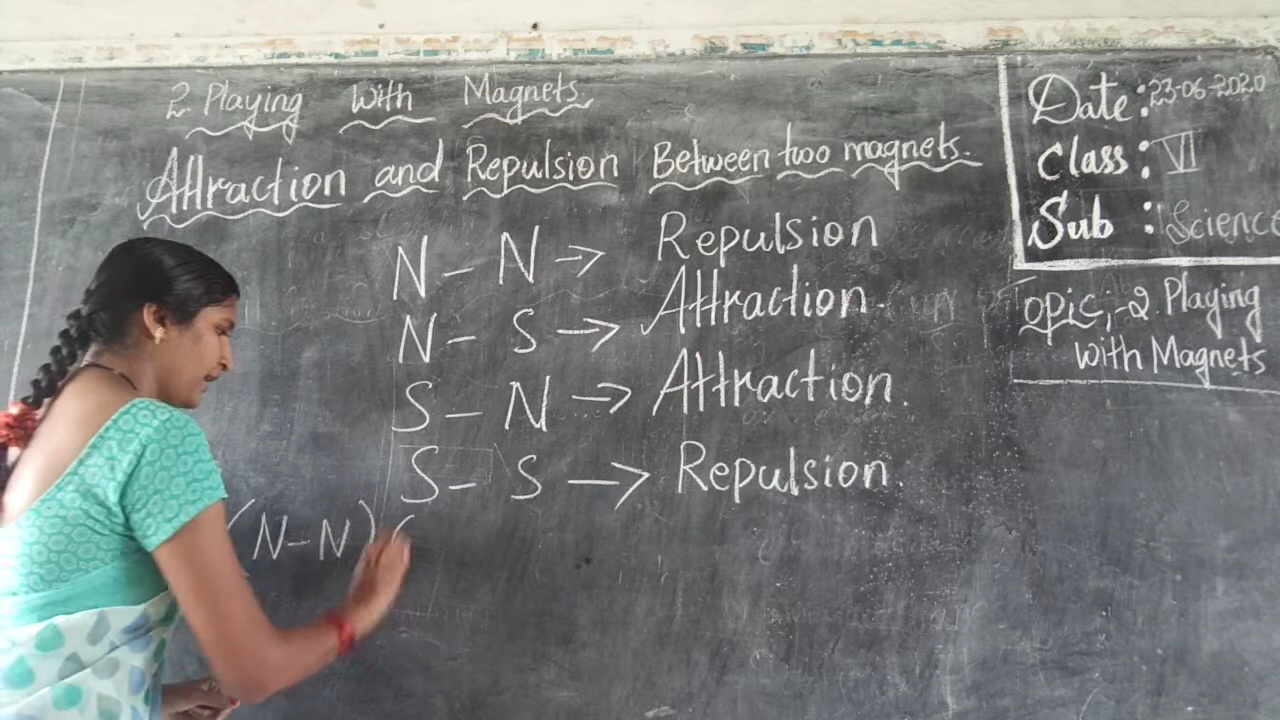 2. Playing With Magnets.
Attraction and Repulsion Between two magnets.
N – N → Repulsion
N – S → Attraction.
S – N → Attraction.
S – S → Repulsion.
(N – N) (
Date : 23-06-2020
Class : VI
Sub : Science
Topic;-2. Playing
with Magnets